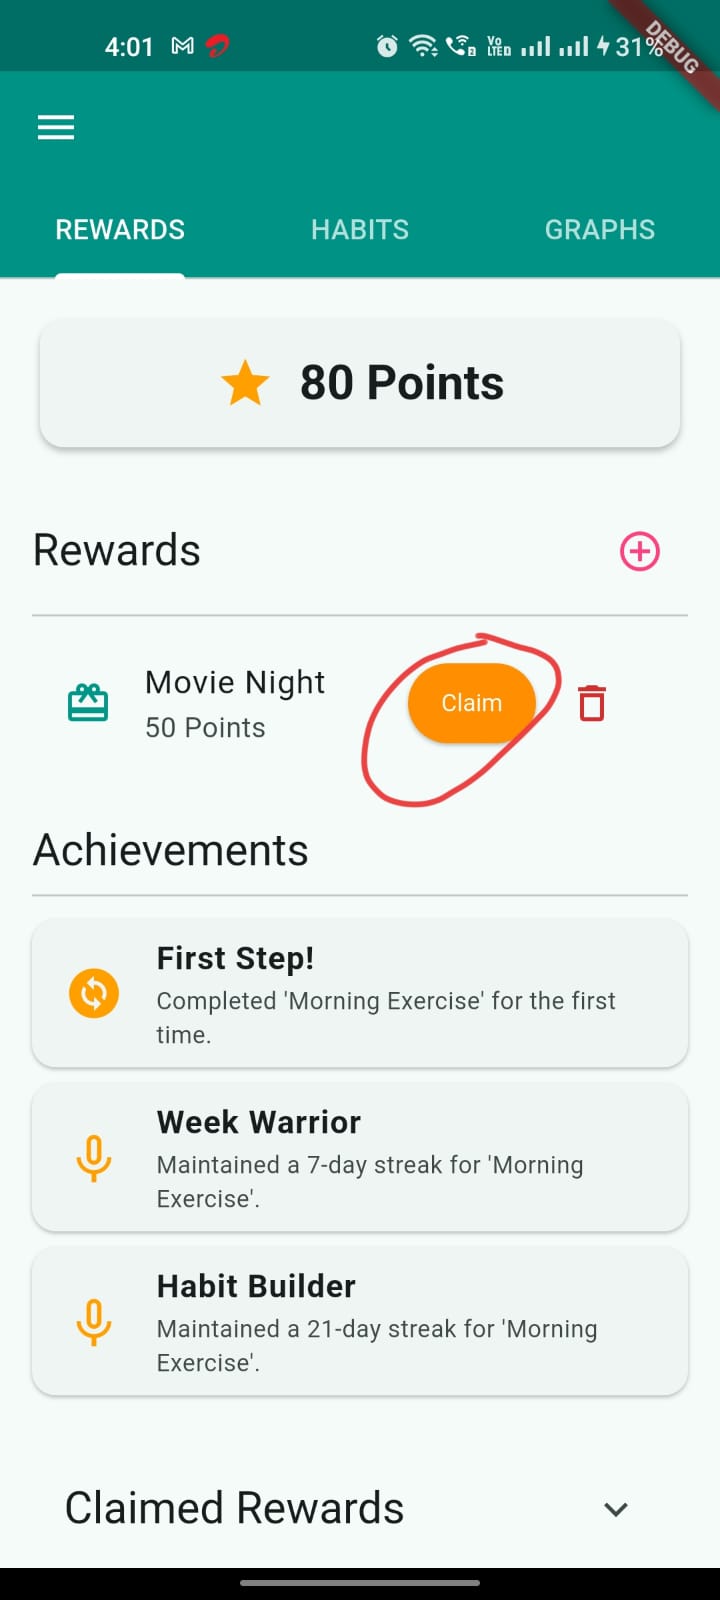 4:01
Vo
LTED
31%
DEBUG
REWARDS
HABITS
GRAPHS
80 Points
Rewards
Movie Night
50 Points
Claim
Achievements
First Step!
Completed 'Morning Exercise' for the first
time.
Week Warrior
Maintained a 7-day streak for 'Morning
Exercise'.
Habit Builder
Maintained a 21-day streak for 'Morning
Exercise'.
Claimed Rewards